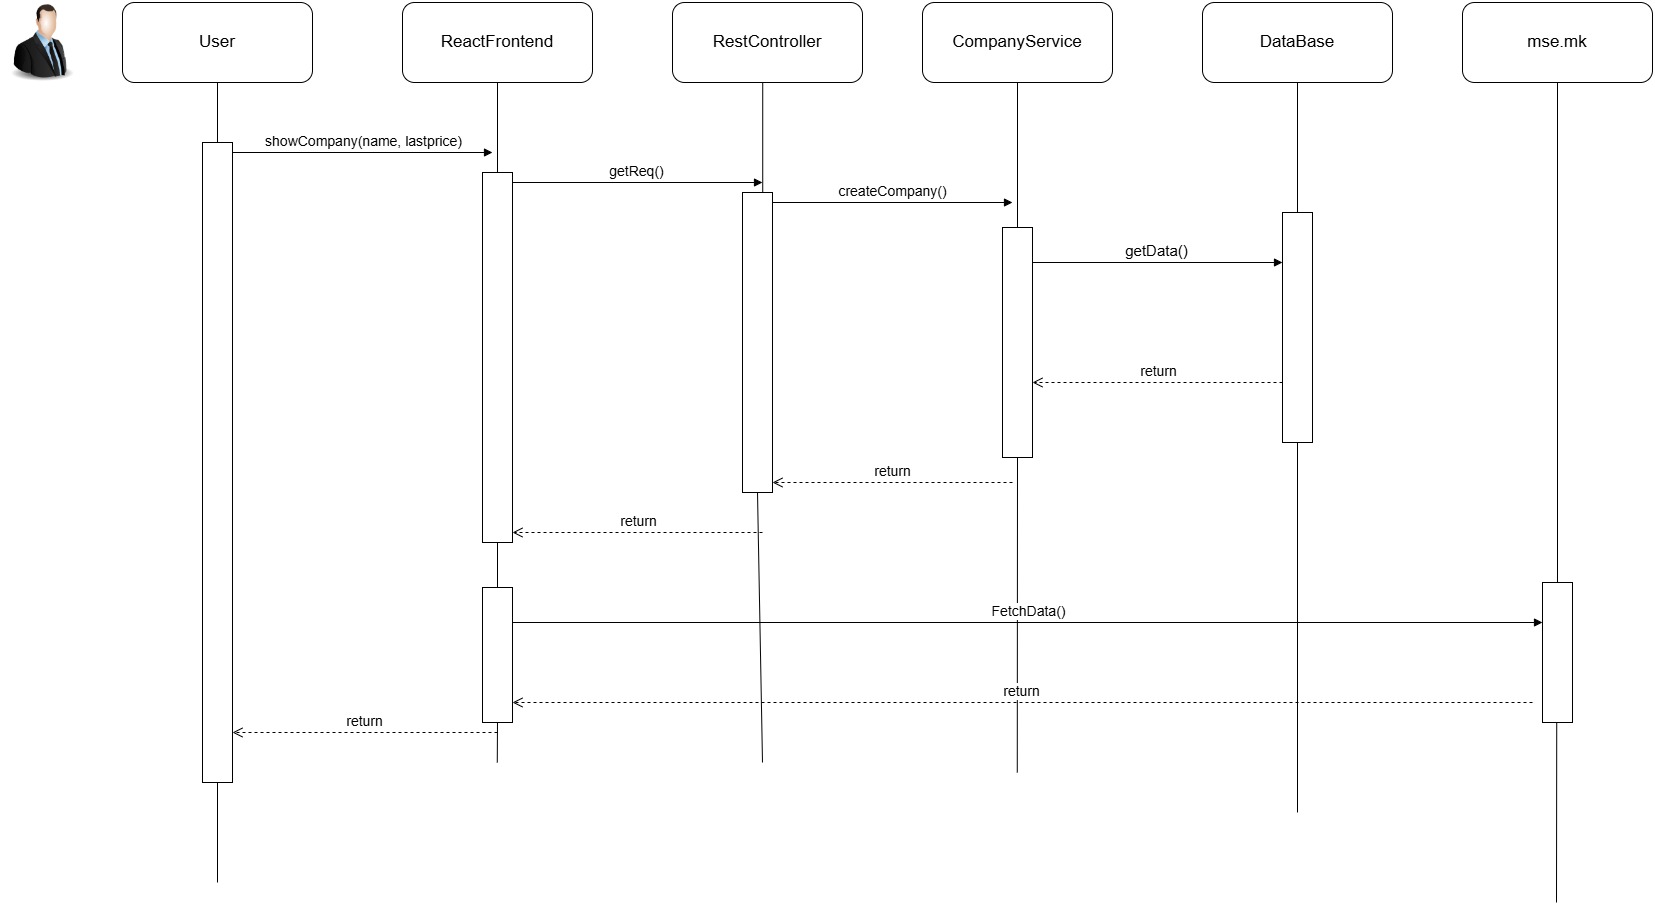 User
ReactFrontend
RestController
CompanyService
DataBase
mse.mk
showCompany(name, lastprice)
getReq()
createCompany()
getData()
return
return
return
FetchData()
return
return